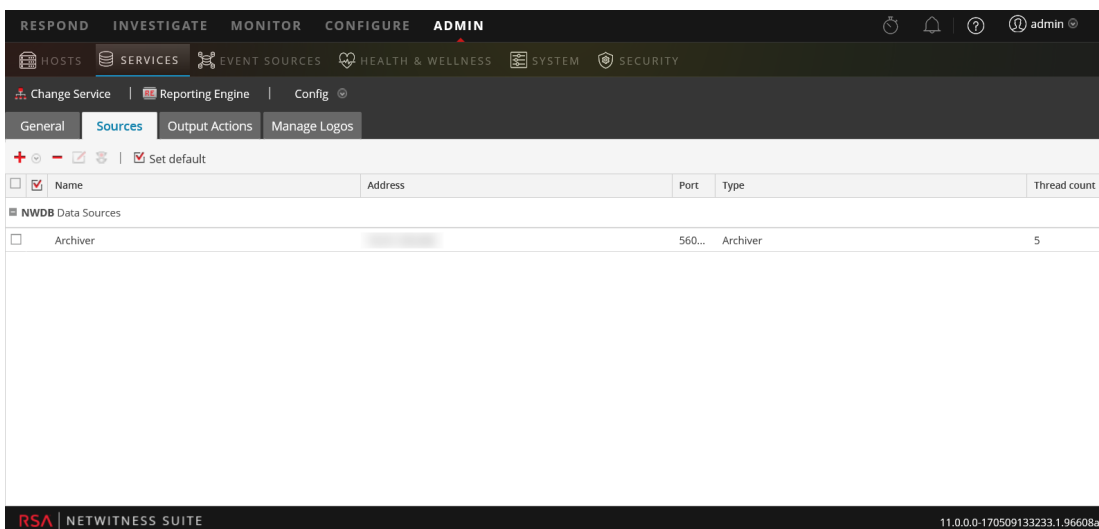 RESPOND INVESTIGATE MONITOR CONFIGURE ADMIN admin
HOSTS SERVICES EVENT SOURCES HEALTH & WELLNESS SYSTEM SECURITY
Change Service | RE Reporting Engine | Config
General Sources Output Actions Manage Logos
Set default
Name Address Port Type Thread count
NWDB Data Sources
Archiver 560... Archiver 5
RSA | NETWITNESS SUITE 11.0.0.0-170509133233.1.96608a